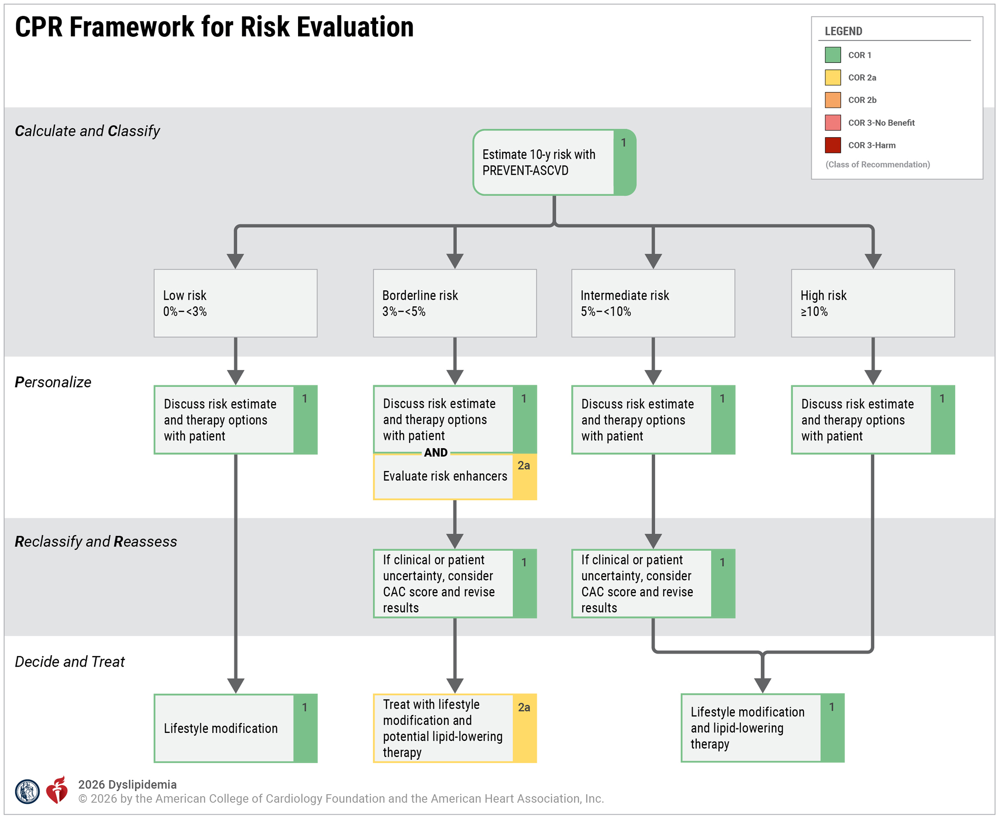 CPR Framework for Risk Evaluation
LEGEND
COR 1
COR 2a
COR 2b
COR 3-No Benefit
COR 3-Harm
(Class of Recommendation)
Calculate and Classify
1
Estimate 10-y risk with
PREVENT-ASCVD
Low risk
0%–<3%
Borderline risk
3%–<5%
Intermediate risk
5%–<10%
High risk
≥10%
Personalize
1
Discuss risk estimate
and therapy options
with patient
1
Discuss risk estimate
and therapy options
with patient
AND
2a
Evaluate risk enhancers
1
Discuss risk estimate
and therapy options
with patient
1
Discuss risk estimate
and therapy options
with patient
Reclassify and Reassess
1
If clinical or patient
uncertainty, consider
CAC score and revise
results
1
If clinical or patient
uncertainty, consider
CAC score and revise
results
Decide and Treat
1
Lifestyle modification
2a
Treat with lifestyle
modification and
potential lipid-lowering
therapy
1
Lifestyle modification
and lipid-lowering
therapy
2026 Dyslipidemia
© 2026 by the American College of Cardiology Foundation and the American Heart Association, Inc.